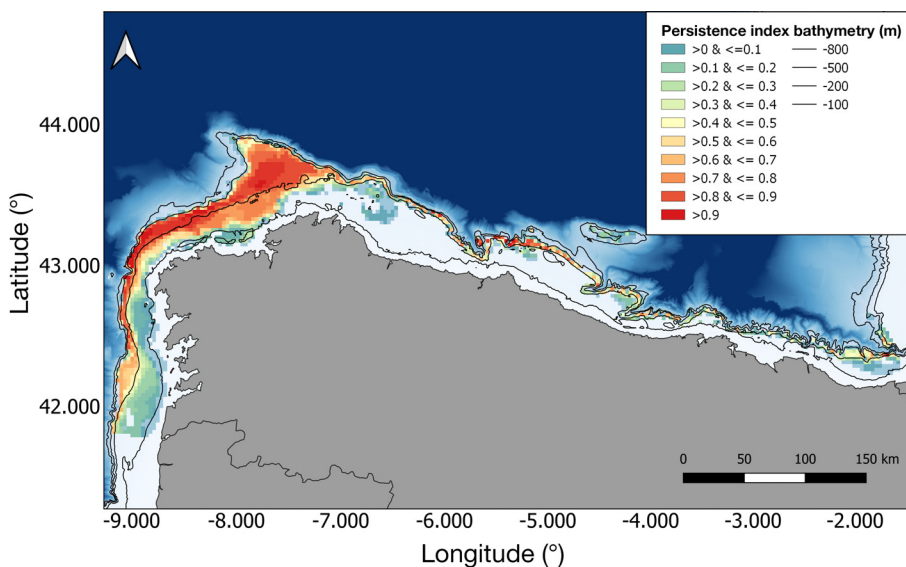 Persistence index bathymetry (m)
>0 & <=0.1 -800
>0.1 & <= 0.2 -500
>0.2 & <= 0.3 -200
>0.3 & <= 0.4 -100
>0.4 & <= 0.5
>0.5 & <= 0.6
>0.6 & <= 0.7
>0.7 & <= 0.8
>0.8 & <= 0.9
>0.9
44.000
43.000
42.000
Latitude (°)
0 50 100 150 km
-9.000 -8.000 -7.000 -6.000 -5.000 -4.000 -3.000 -2.000
Longitude (°)